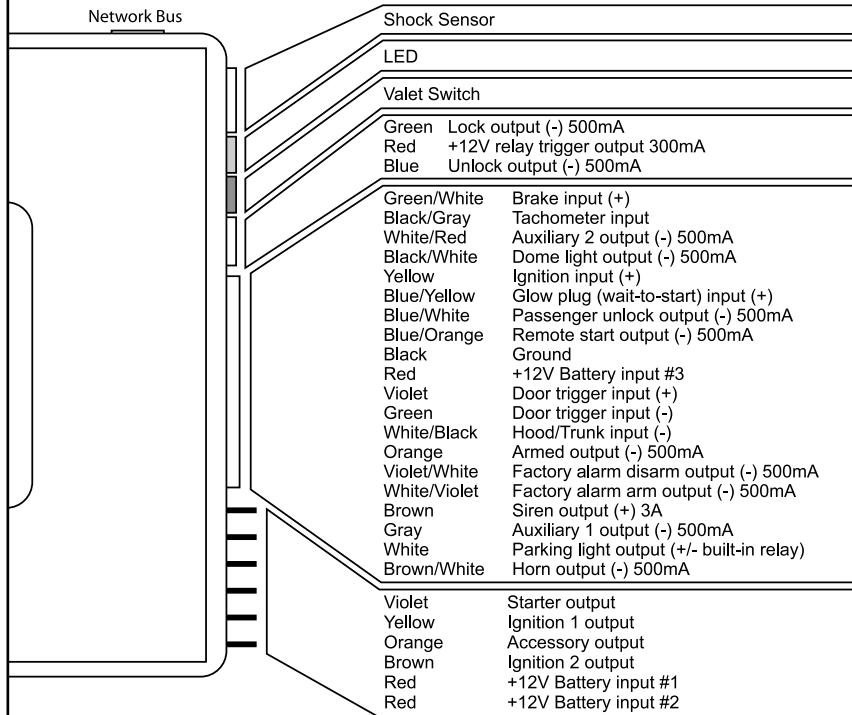 Network Bus
Shock Sensor
LED
Valet Switch
Green Lock output (-) 500mA
Red +12V relay trigger output 300mA
Blue Unlock output (-) 500mA
Green/White Brake input (+)
Black/Gray Tachometer input
White/Red Auxiliary 2 output (-) 500mA
Black/White Dome light output (-) 500mA
Yellow Ignition input (+)
Blue/Yellow Glow plug (wait-to-start) input (+)
Blue/White Passenger unlock output (-) 500mA
Blue/Orange Remote start output (-) 500mA
Black Ground
Red +12V Battery input #3
Violet Door trigger input (+)
Green Door trigger input (-)
White/Black Hood/Trunk input (-)
Orange Armed output (-) 500mA
Violet/White Factory alarm disarm output (-) 500mA
White/Violet Factory alarm arm output (-) 500mA
Brown Siren output (+) 3A
Gray Auxiliary 1 output (-) 500mA
White Parking light output (+/- built-in relay)
Brown/White Horn output (-) 500mA
Violet Starter output
Yellow Ignition 1 output
Orange Accessory output
Brown Ignition 2 output
Red +12V Battery input #1
Red +12V Battery input #2